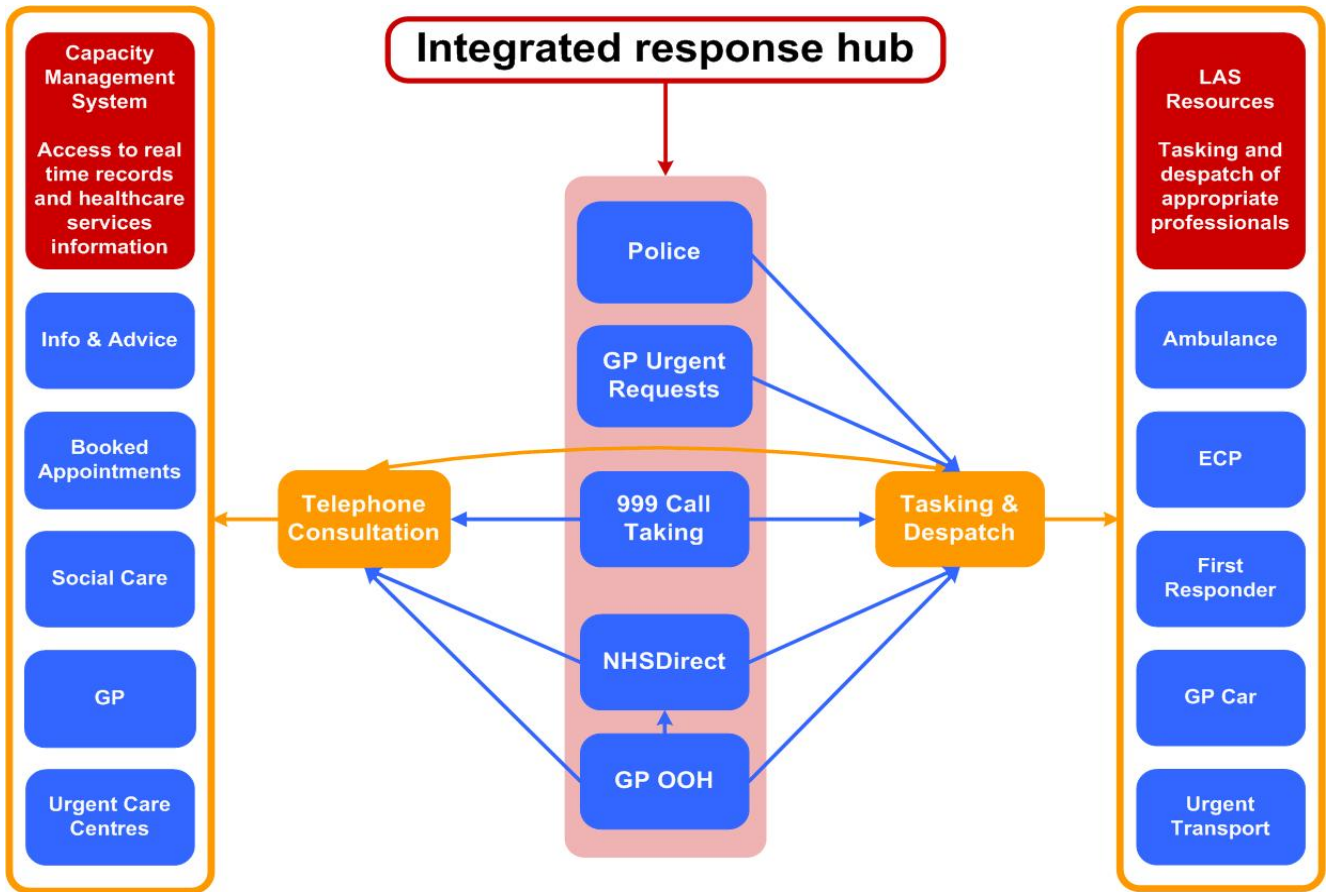 Integrated response hub
Capacity
Management
System
Access to real
time records
and healthcare
services
information
Info & Advice
Booked
Appointments
Social Care
GP
Urgent Care
Centres
Telephone
Consultation
Police
GP Urgent
Requests
999 Call
Taking
NHSDirect
GP OOH
Tasking &
Despatch
LAS
Resources
Tasking and
despatch of
appropriate
professionals
Ambulance
ECP
First
Responder
GP Car
Urgent
Transport